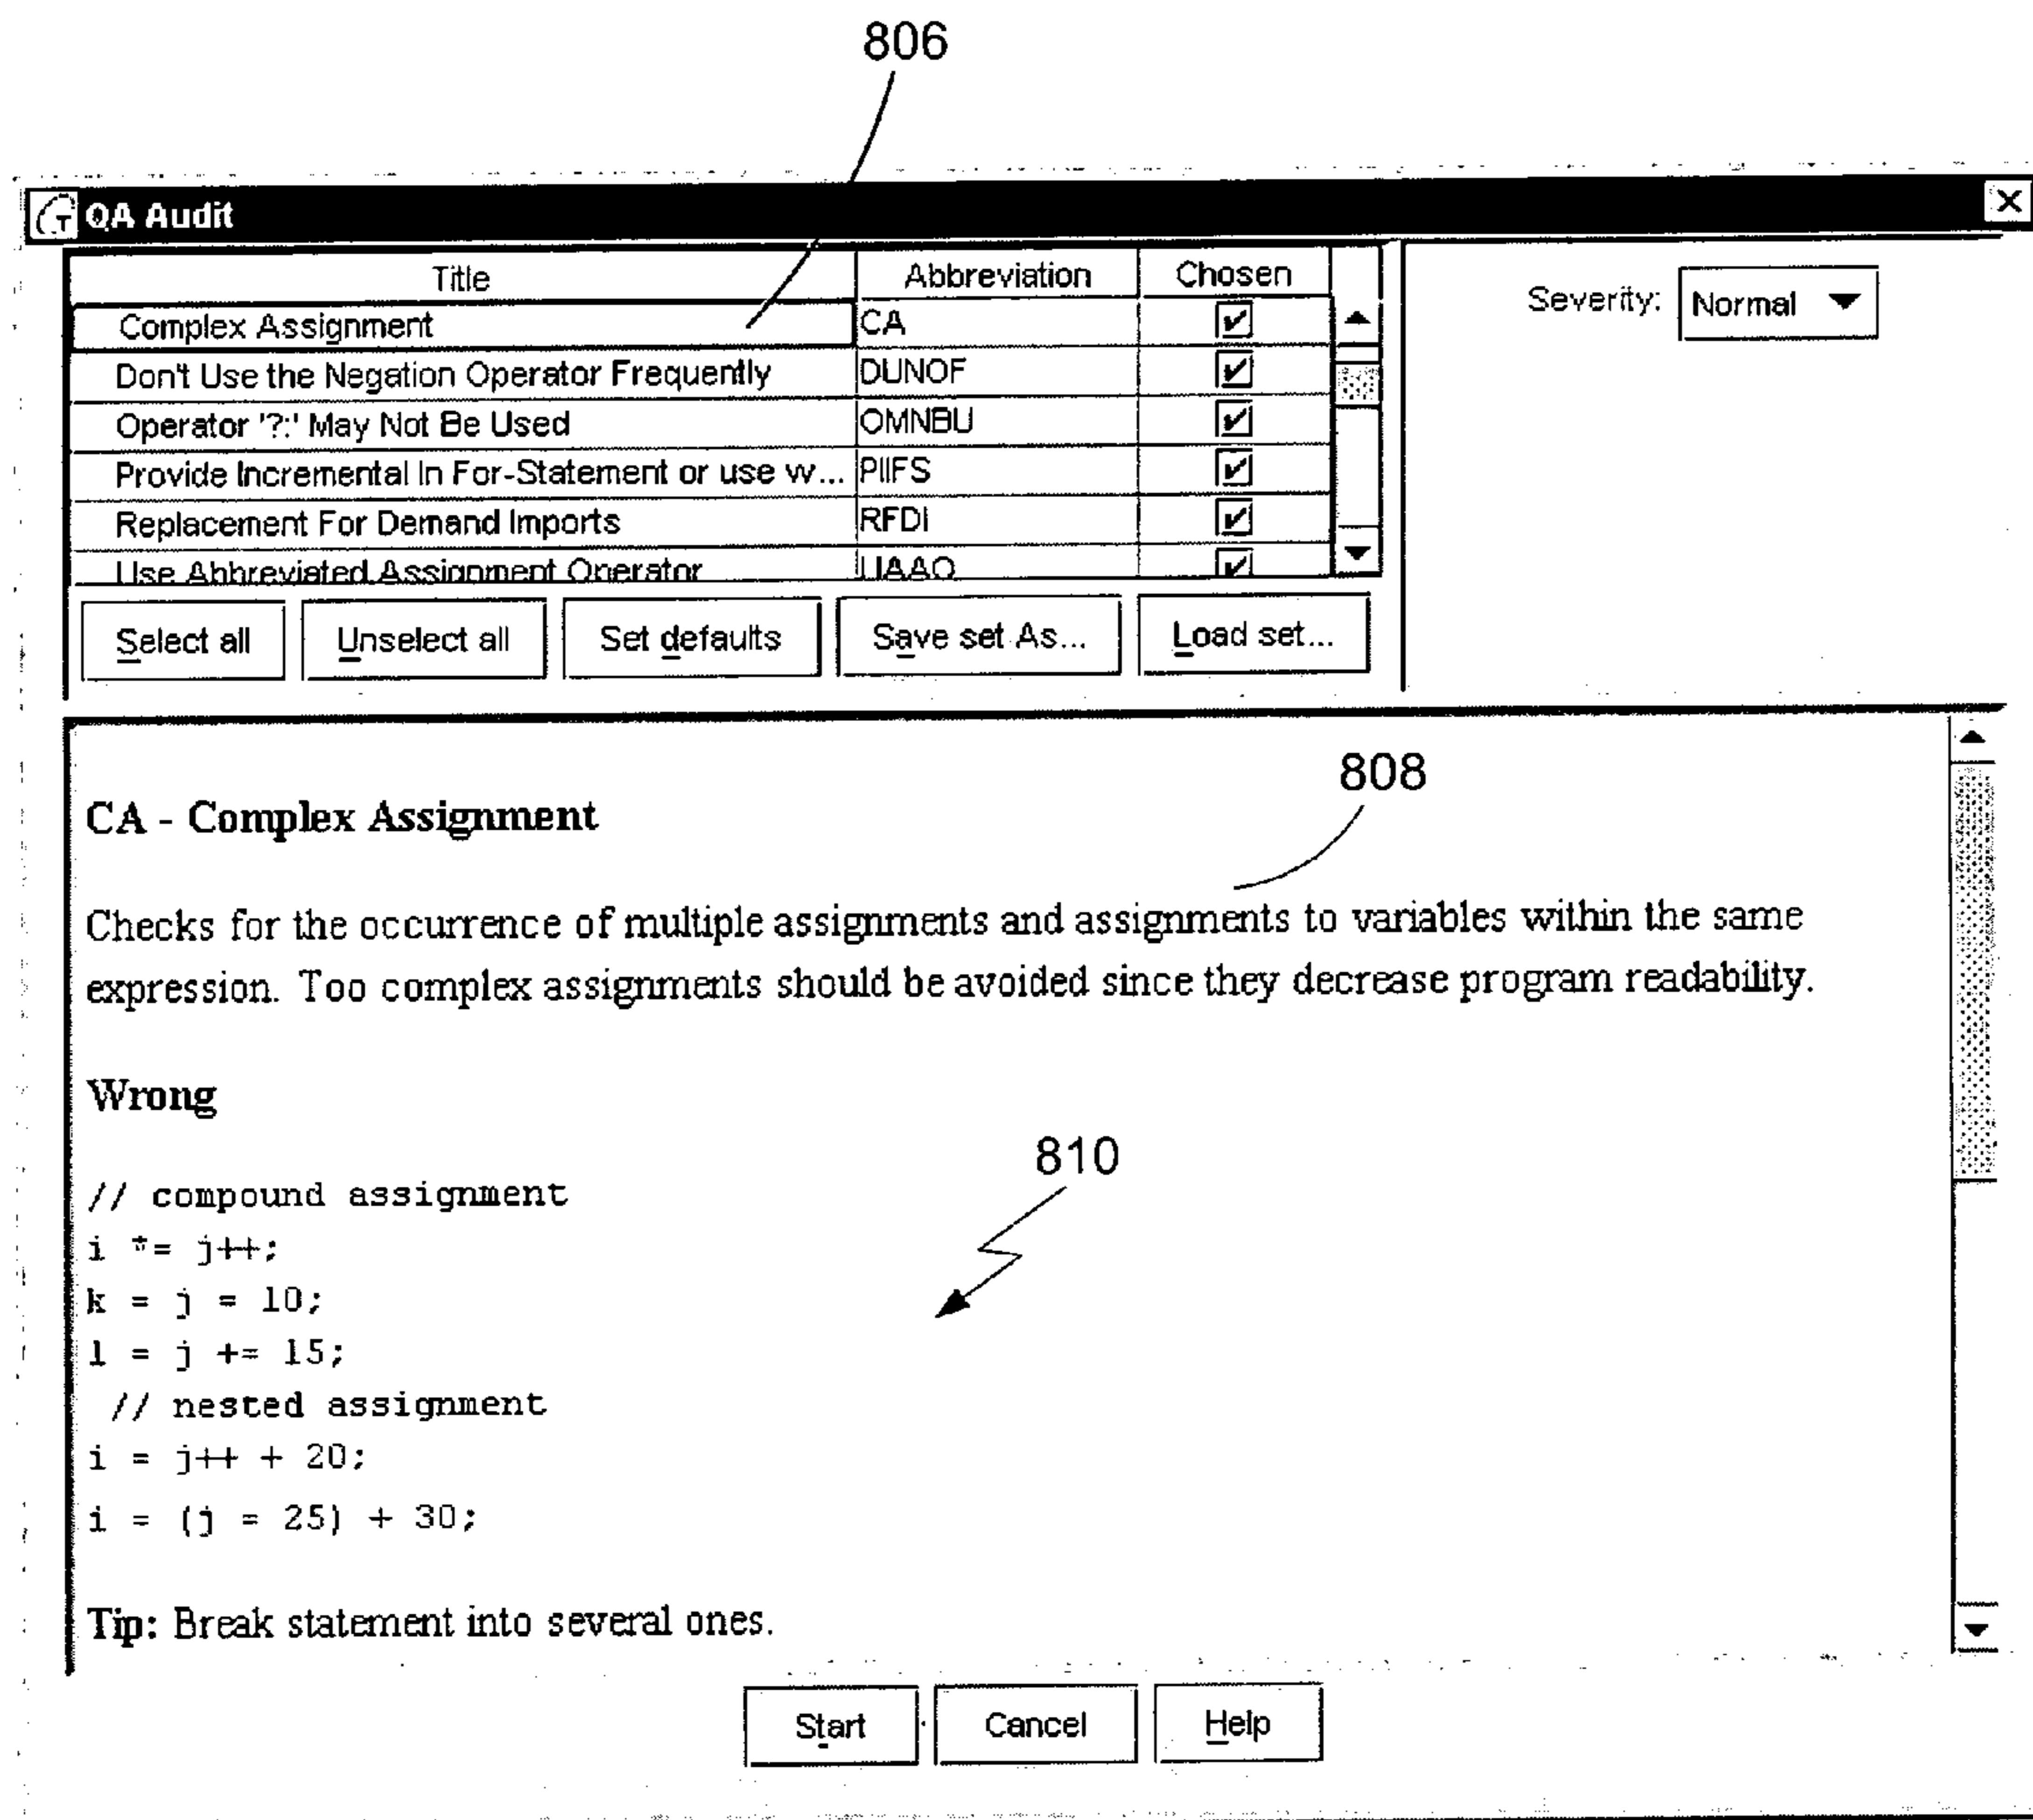 806
QA Audit
Title Abbreviation Chosen
Complex Assignment CA
Don't Use the Negation Operator Frequently DUNOF
Operator '?:' May Not Be Used OMNBU
Provide Incremental In For-Statement or use w... PIIFS
Replacement For Demand Imports RFDI
Use Abbreviated Assignment Operator UAAO
Severity: Normal
Select all Unselect all Set defaults Save set As... Load set...
808
CA - Complex Assignment
Checks for the occurrence of multiple assignments and assignments to variables within the same
expression. Too complex assignments should be avoided since they decrease program readability.
Wrong
810
// compound assignment
i *= j++;
k = j = 10;
l = j += 15;
// nested assignment
i = j++ + 20;
i = (j = 25) + 30;
Tip: Break statement into several ones.
Start Cancel Help